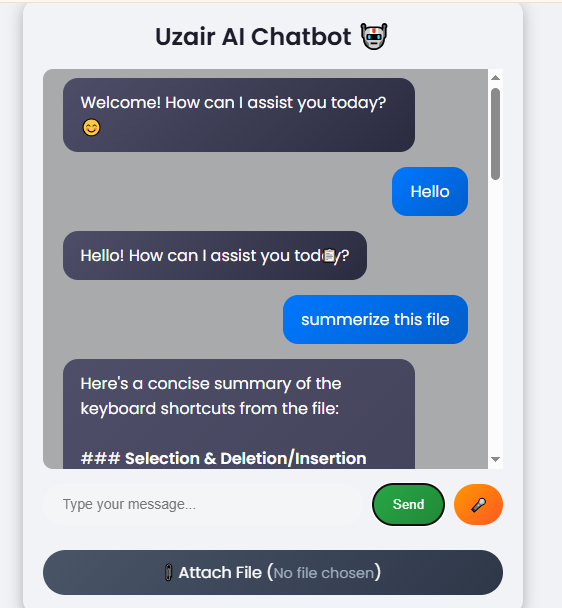 Uzair AI Chatbot 🤖
Welcome! How can I assist you today?
😊
Hello
Hello! How can I assist you today?
summerize this file
Here's a concise summary of the
keyboard shortcuts from the file:
### Selection & Deletion/Insertion
Type your message...
Send
Attach File (No file chosen)